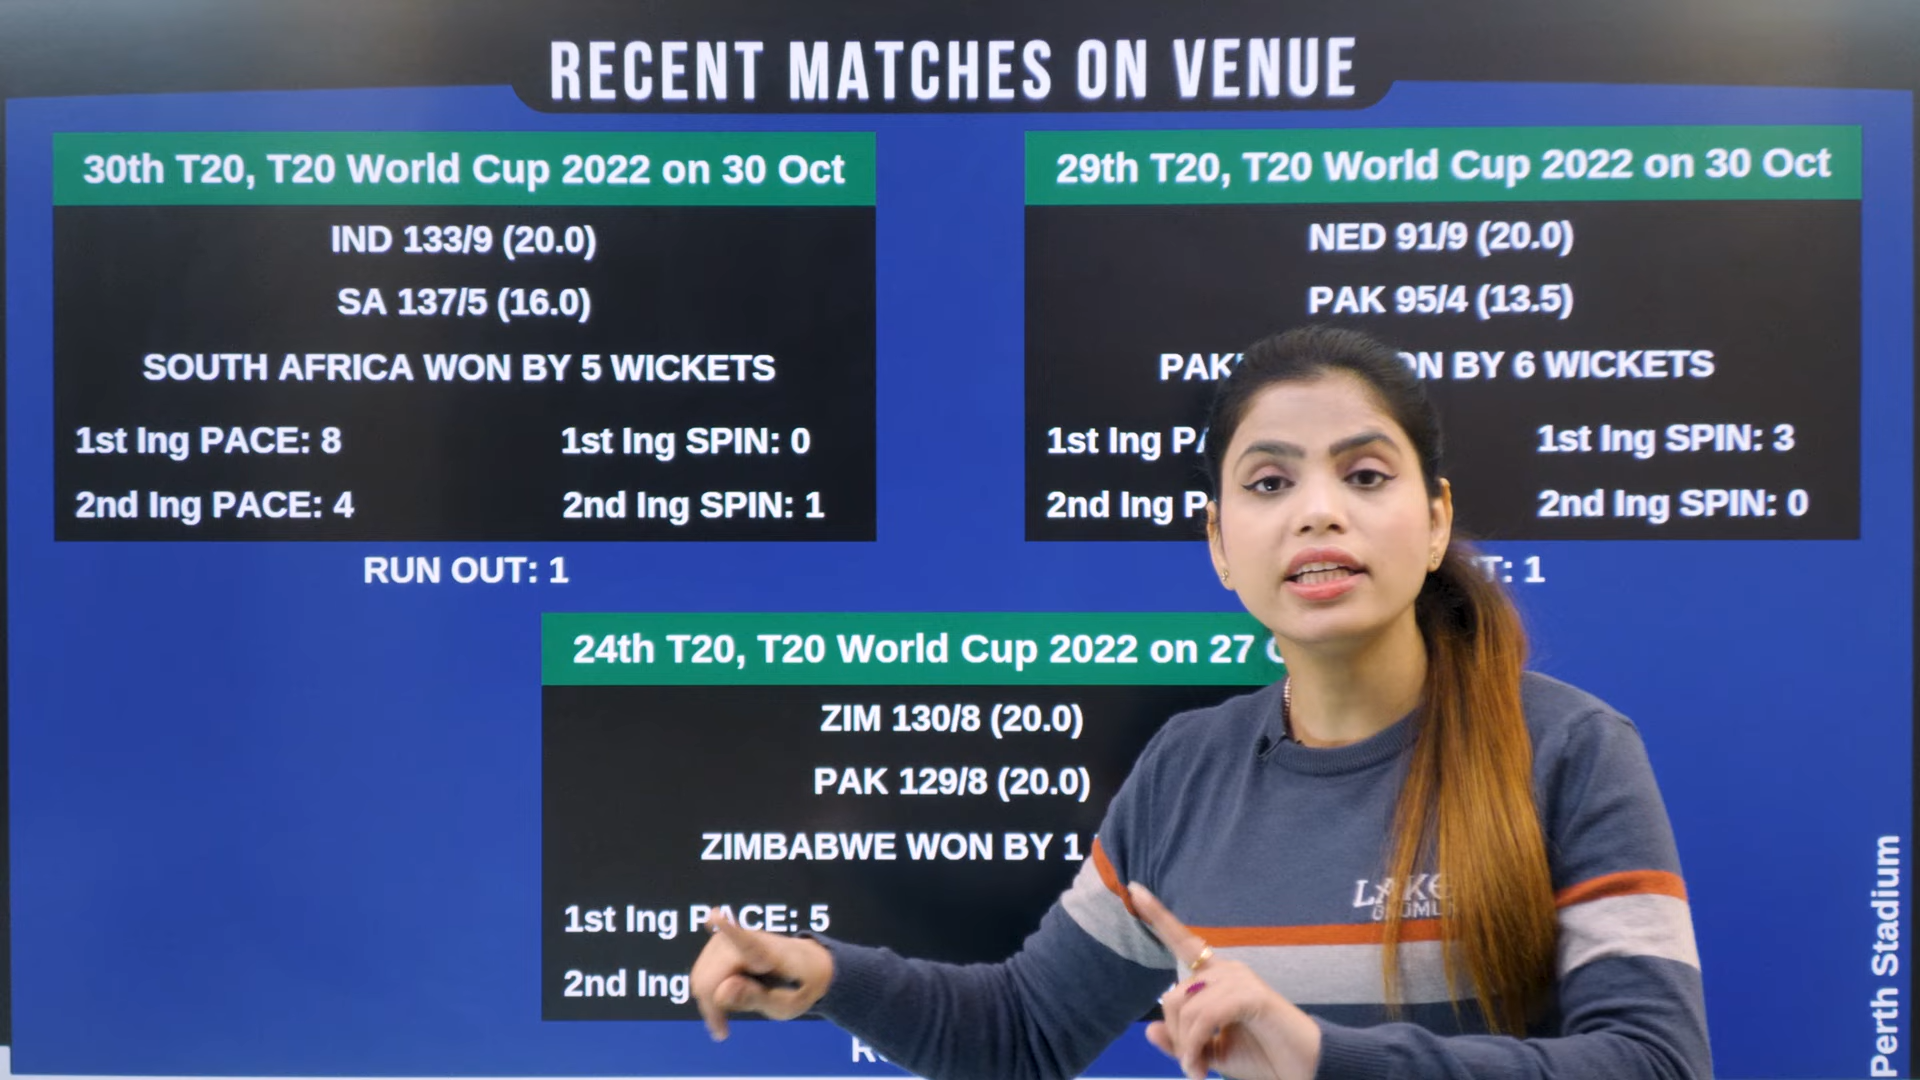 RECENT MATCHES ON VENUE
30th T20, T20 World Cup 2022 on 30 Oct
IND 133/9 (20.0)
SA 137/5 (16.0)
SOUTH AFRICA WON BY 5 WICKETS
1st Ing PACE: 8 1st Ing SPIN: 0
2nd Ing PACE: 4 2nd Ing SPIN: 1
RUN OUT: 1
29th T20, T20 World Cup 2022 on 30 Oct
NED 91/9 (20.0)
PAK 95/4 (13.5)
BY 6 WICKETS
1st Ing 1st Ing SPIN: 3
2nd Ing 2nd Ing SPIN: 0
1
24th T20, T20 World Cup 2022 on 27
ZIM 130/8 (20.0)
PAK 129/8 (20.0)
ZIMBABWE WON BY 1
1st Ing PACE: 5
2nd Ing
Perth Stadium